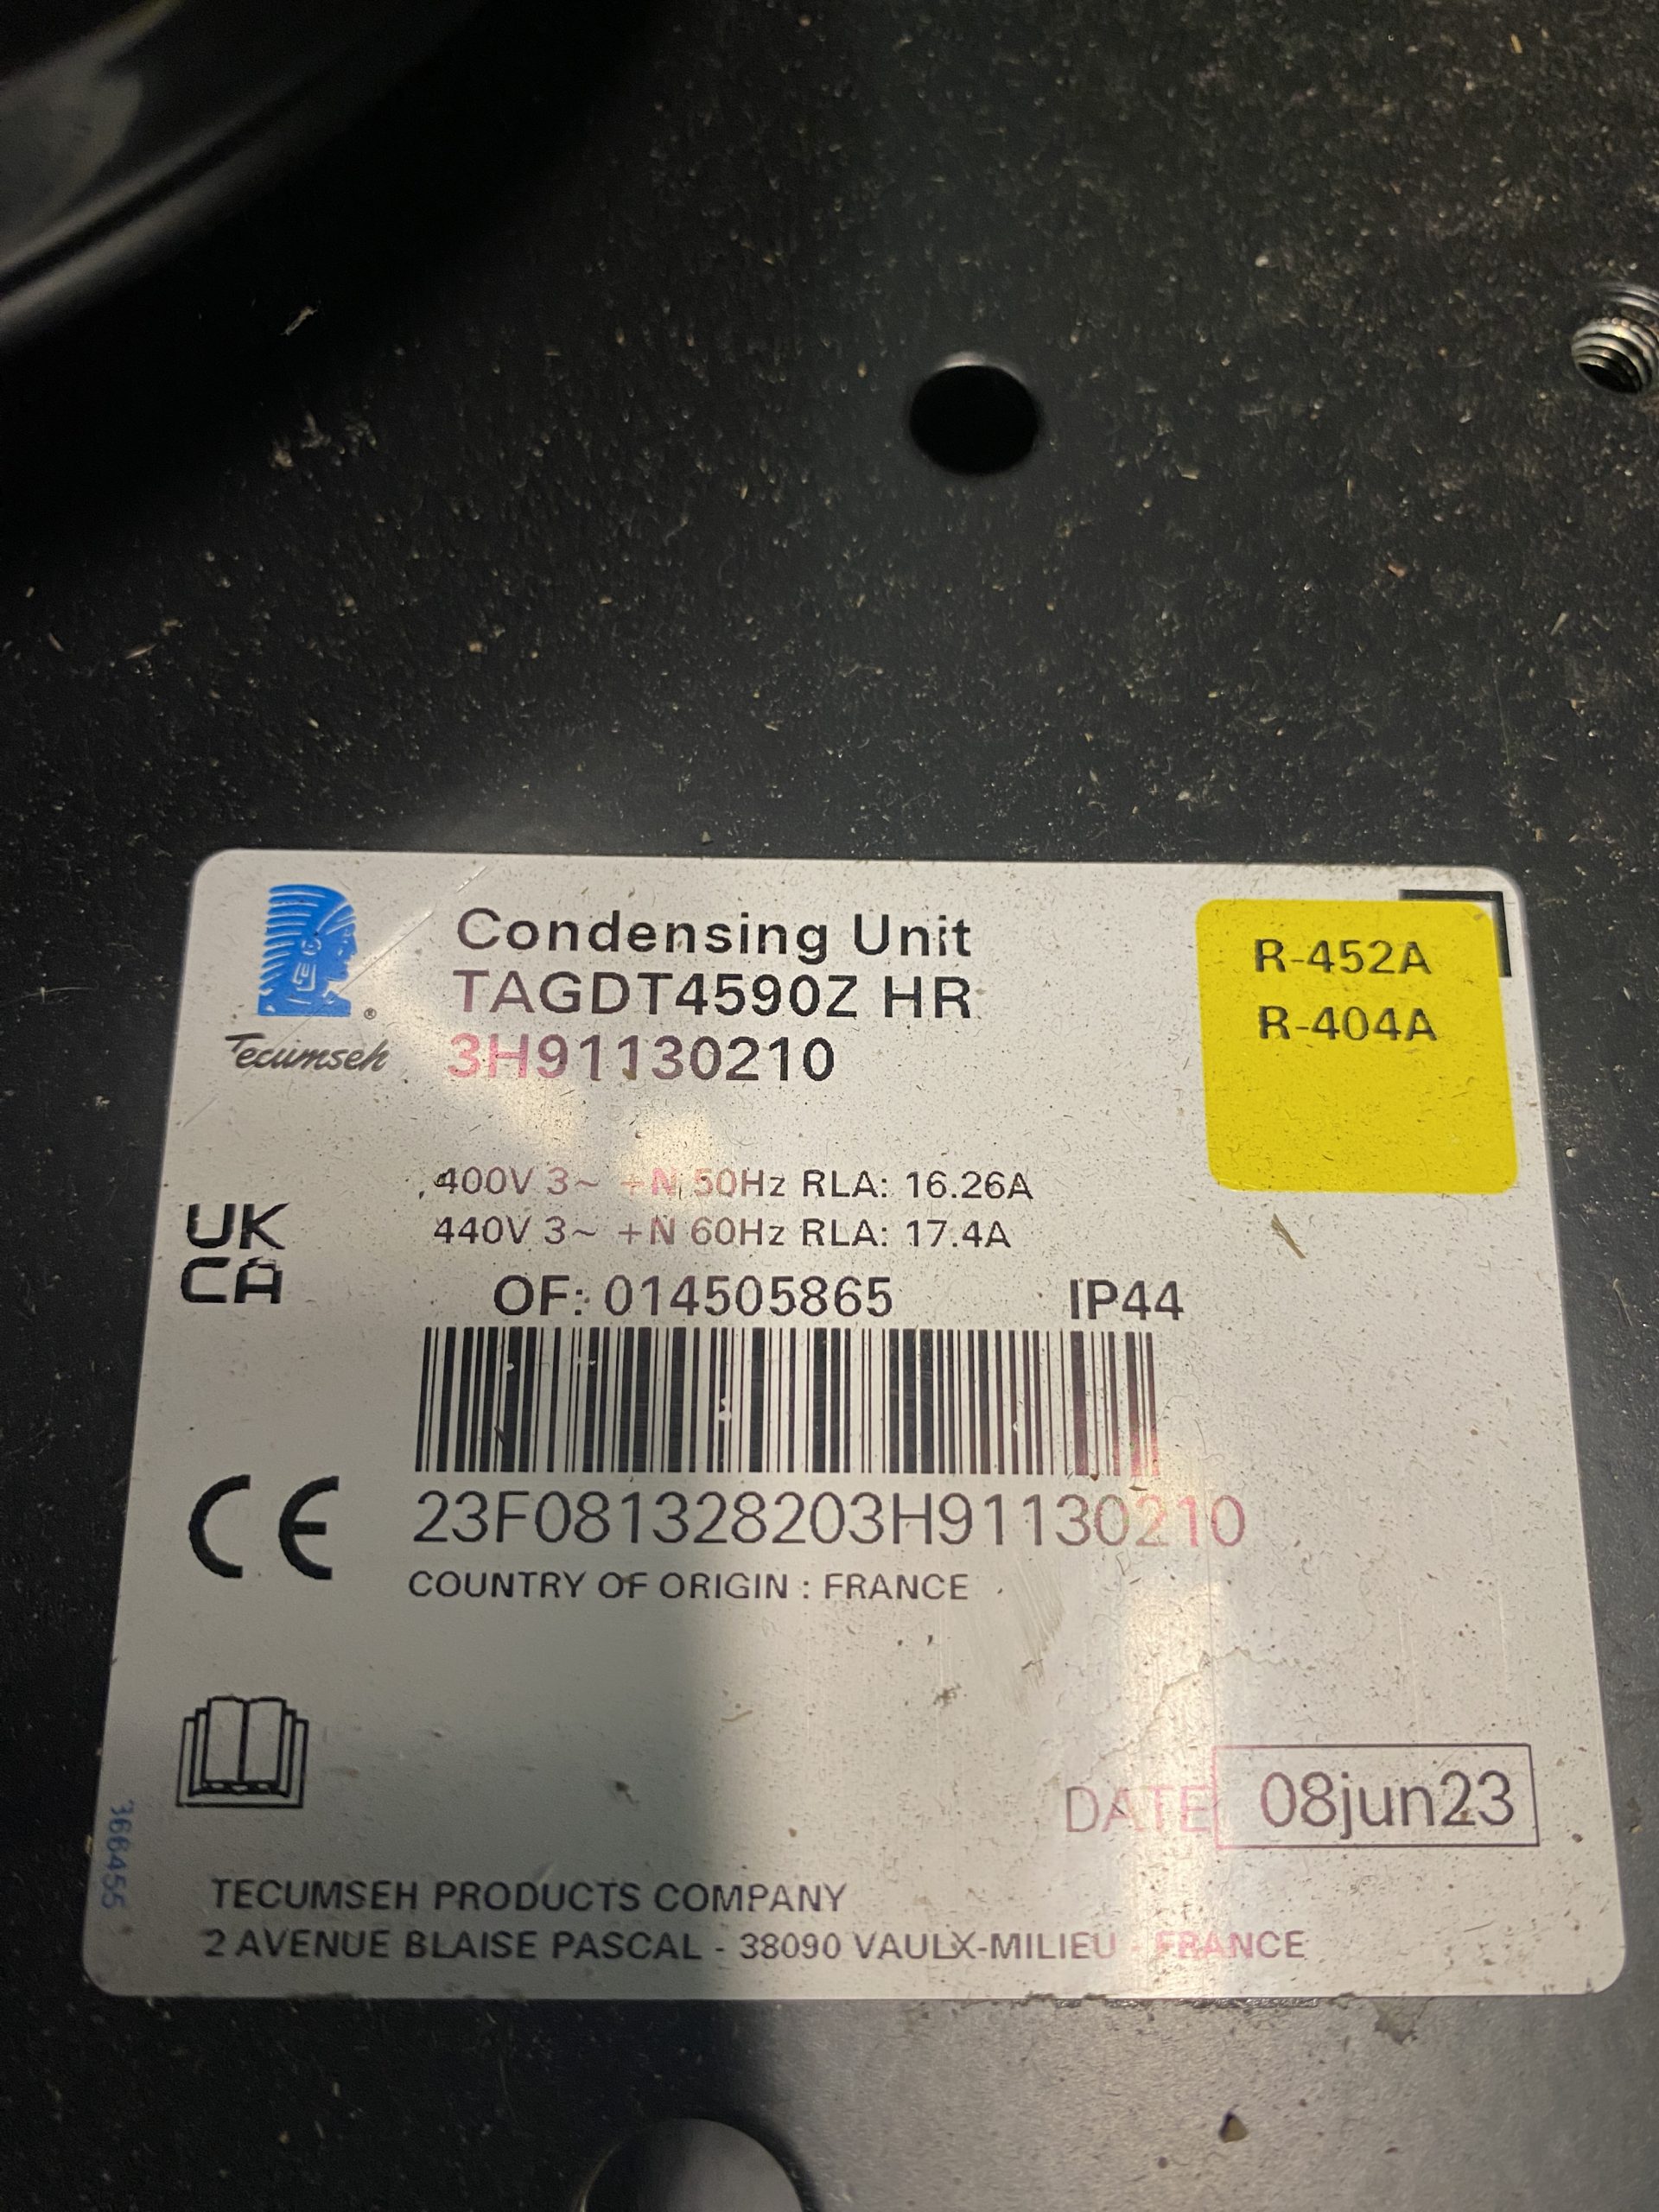 Condensing Unit
TAGDT4590Z HR
3H91130210
R-452A
R-404A
®
Tecumseh
400V 3~ +N 50Hz RLA: 16.26A
440V 3~ +N 60Hz RLA: 17.4A
UK
CA
OF: 014505865 IP44
23F081328203H91130210
CE
COUNTRY OF ORIGIN : FRANCE
DATE 08jun23
366455
TECUMSEH PRODUCTS COMPANY
2 AVENUE BLAISE PASCAL - 38090 VAULX-MILIEU - FRANCE